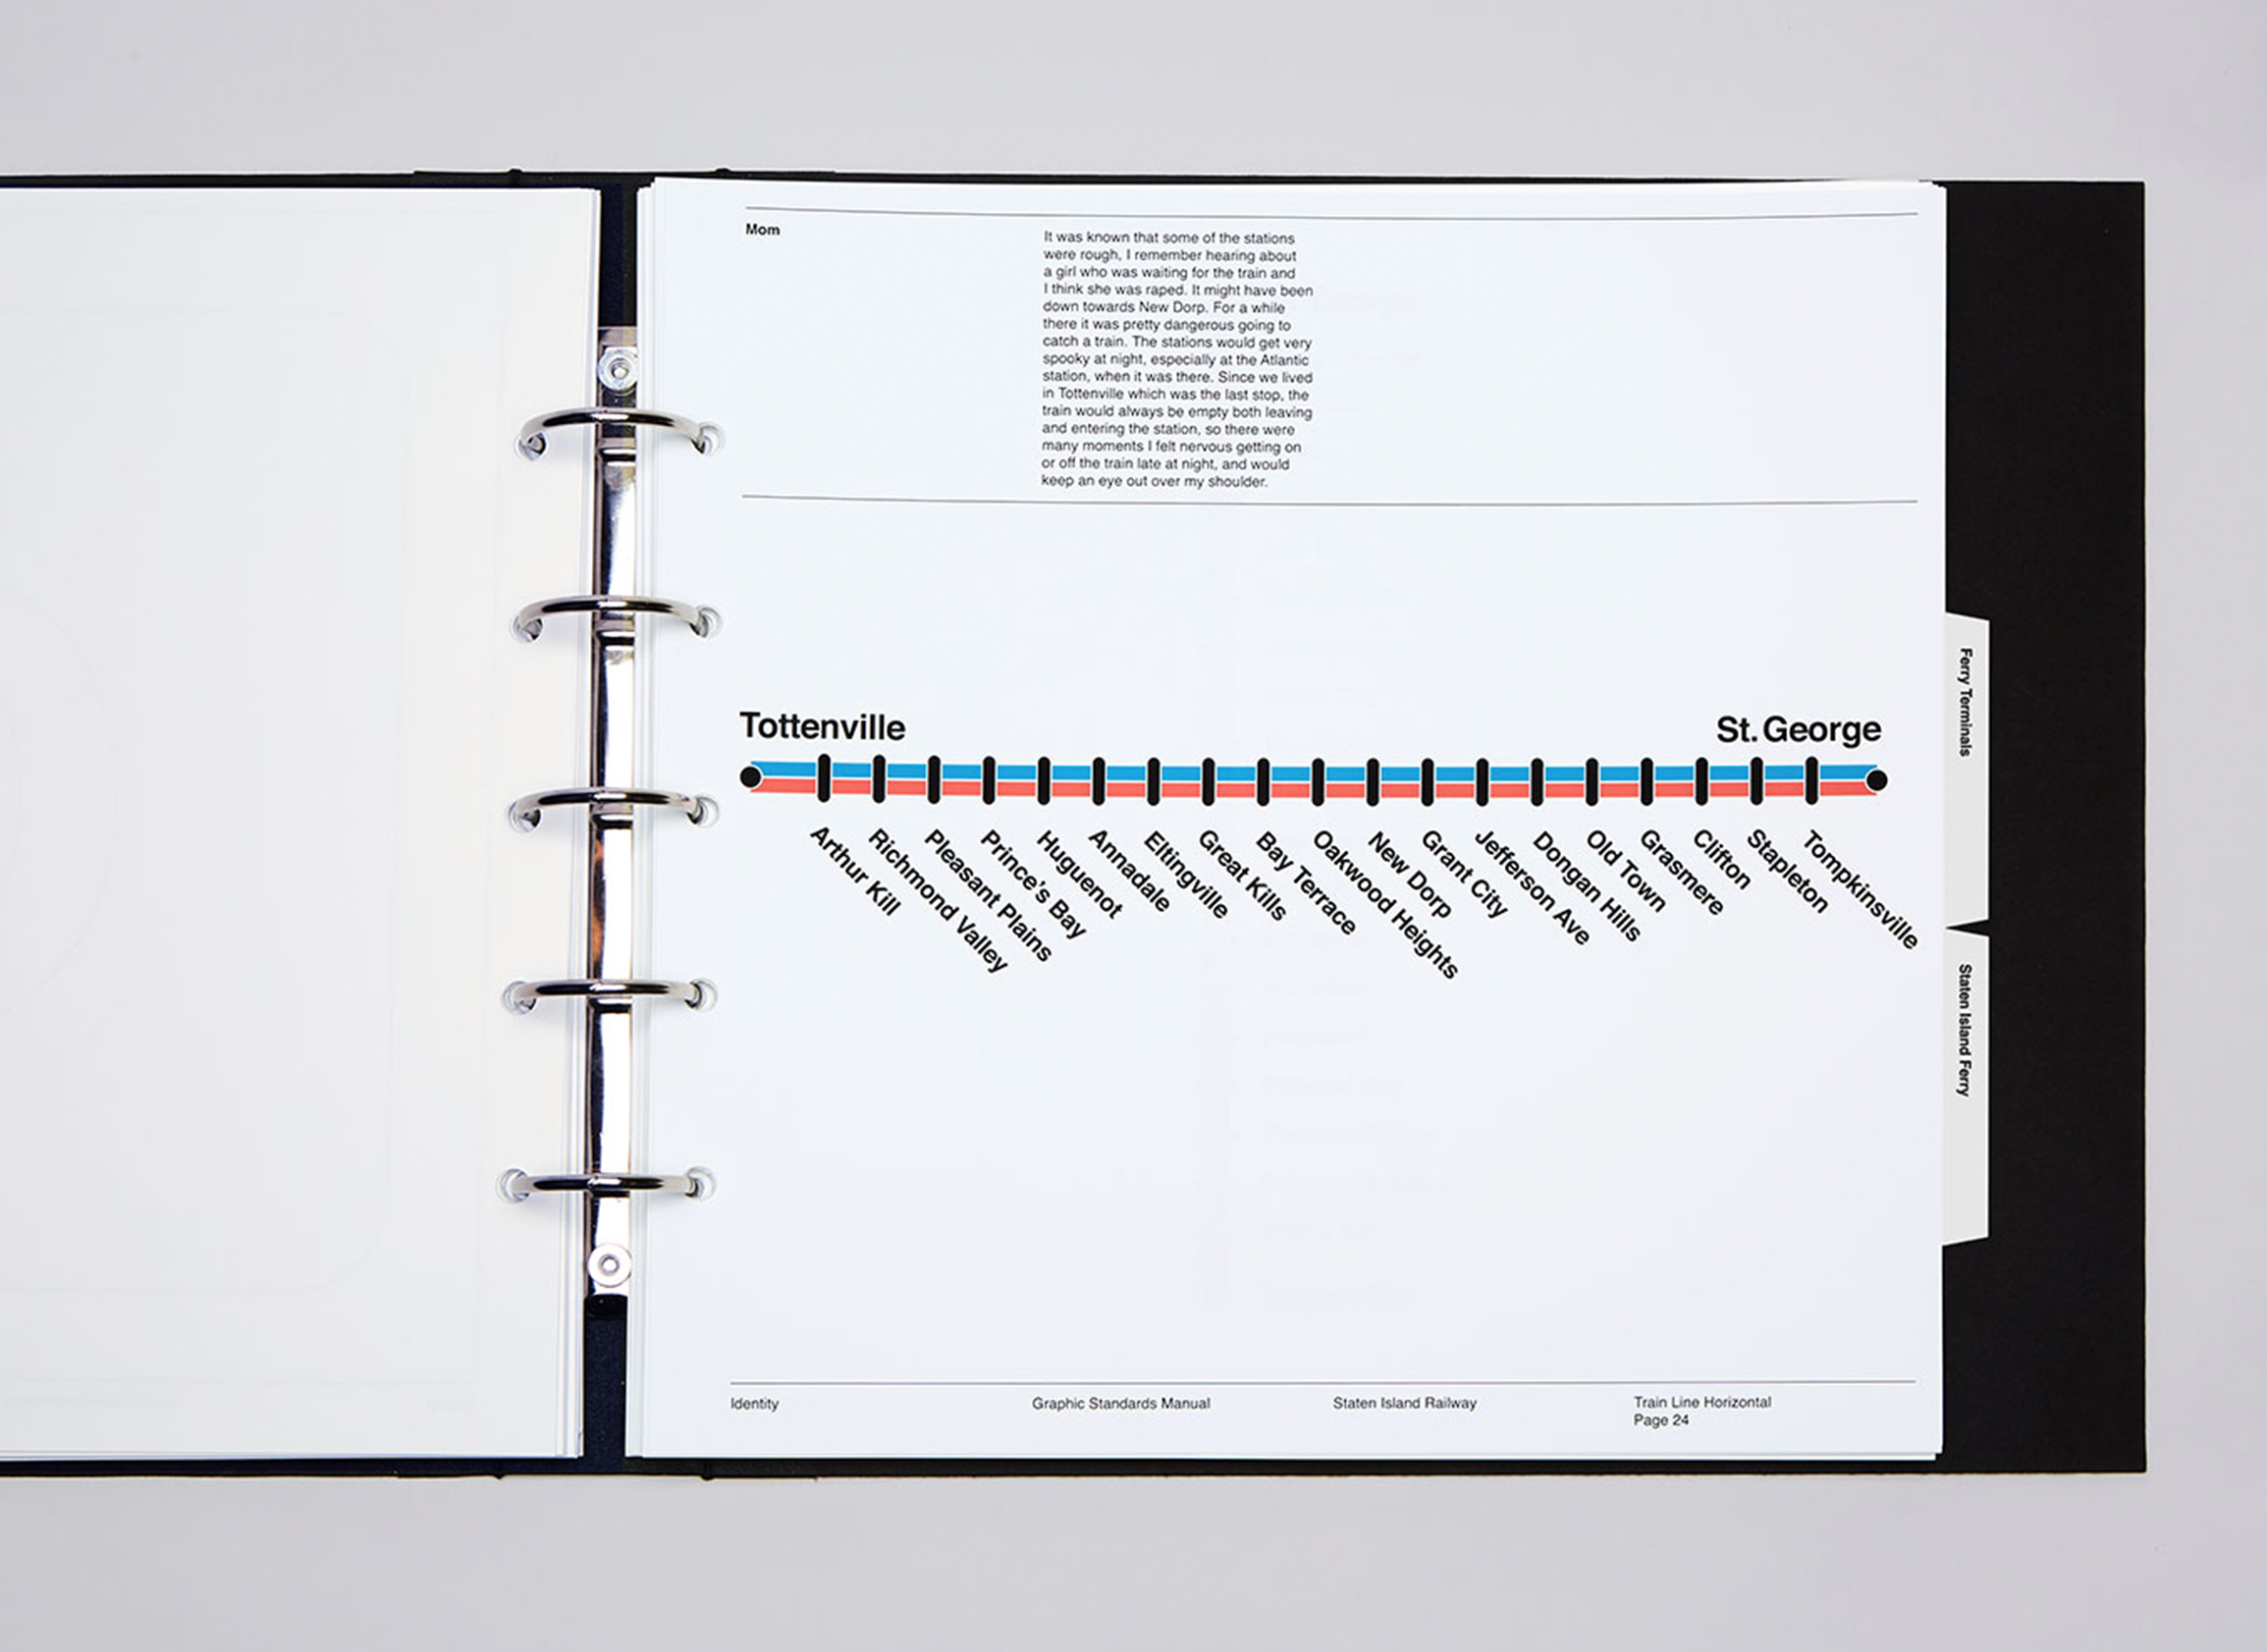 Mom
It was known that some of the stations
were rough, I remember hearing about
a girl who was waiting for the train and
I think she was raped. It might have been
down towards New Dorp. For a while
there it was pretty dangerous going to
catch a train. The stations would get very
spooky at night, especially at the Atlantic
station, when it was there. Since we lived
in Tottenville which was the last stop, the
train would always be empty both leaving
and entering the station, so there were
many moments I felt nervous getting on
or off the train late at night, and would
keep an eye out over my shoulder.
Tottenville
St. George
Arthur Kill
Richmond Valley
Pleasant Plains
Prince's Bay
Huguenot
Annadale
Eltingville
Great Kills
Bay Terrace
Oakwood Heights
New Dorp
Grant City
Jefferson Ave
Dongan Hills
Old Town
Grasmere
Clifton
Stapleton
Tompkinsville
Ferry Terminals
Staten Island Ferry
Identity
Graphic Standards Manual
Staten Island Railway
Train Line Horizontal
Page 24